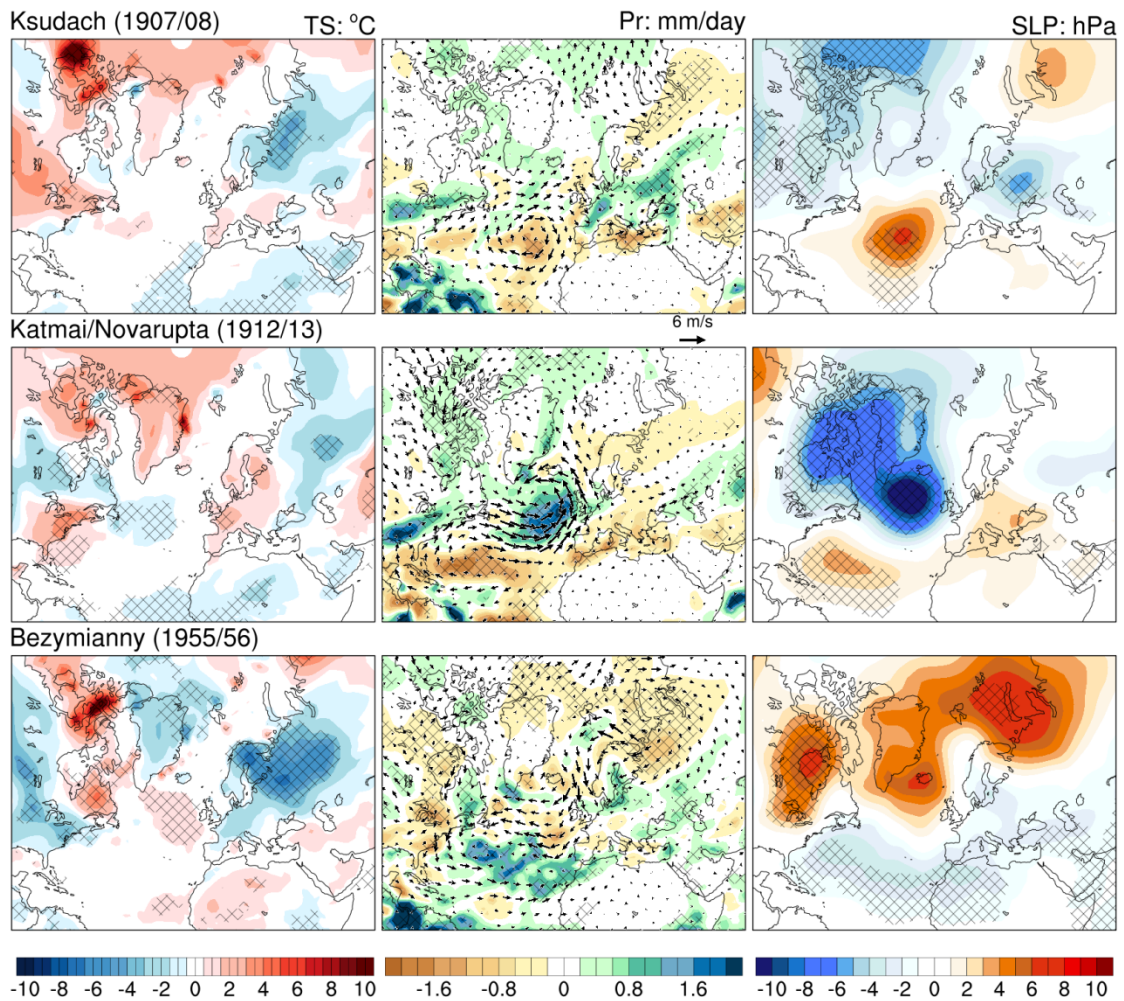 Ksudach (1907/08) TS: °C Pr: mm/day SLP: hPa
Katmai/Novarupta (1912/13) 6 m/s
Bezymianny (1955/56)
-10 -8 -6 -4 -2 0 2 4 6 8 10 -1.6 -0.8 0 0.8 1.6 -10 -8 -6 -4 -2 0 2 4 6 8 10